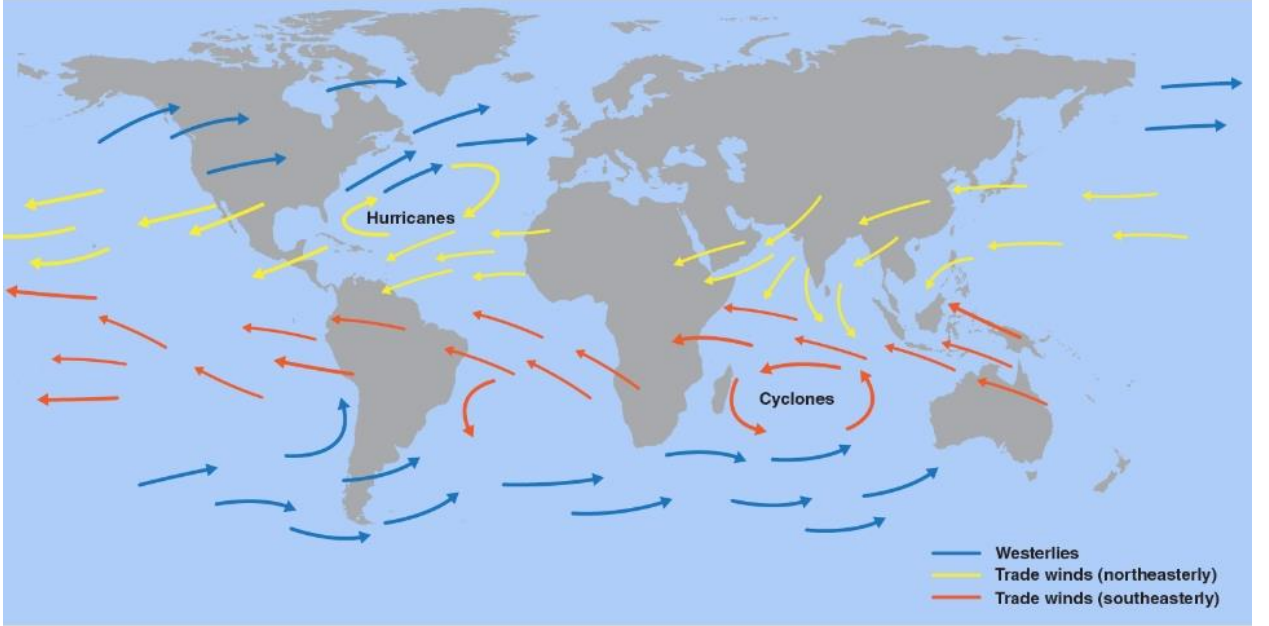 Hurricanes
Cyclones
Westerlies
Trade winds (northeasterly)
Trade winds (southeasterly)